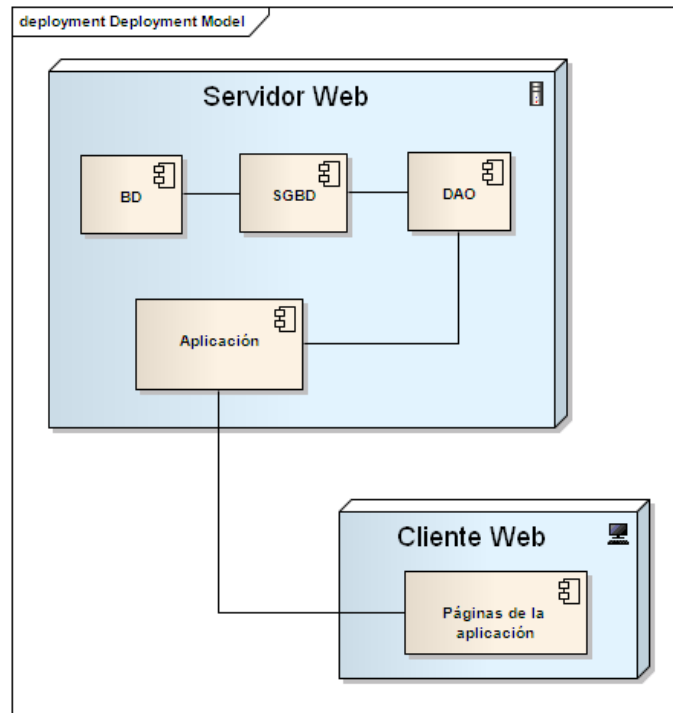 deployment Deployment Model
Servidor Web
BD
SGBD
DAO
Aplicación
Cliente Web
Páginas de la
aplicación